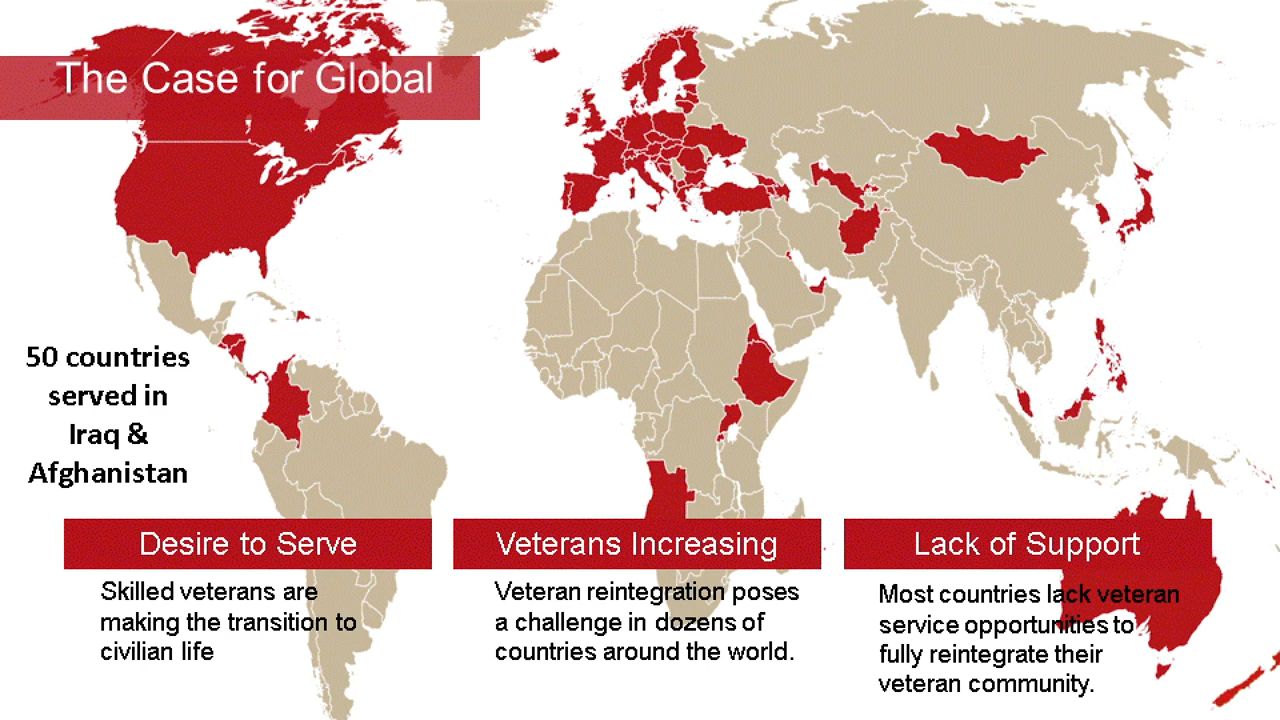 The Case for Global
50 countries
served in
Iraq &
Afghanistan
Desire to Serve
Skilled veterans are
making the transition to
civilian life
Veterans Increasing
Veteran reintegration poses
a challenge in dozens of
countries around the world.
Lack of Support
Most countries lack veteran
service opportunities to
fully reintegrate their
veteran community.